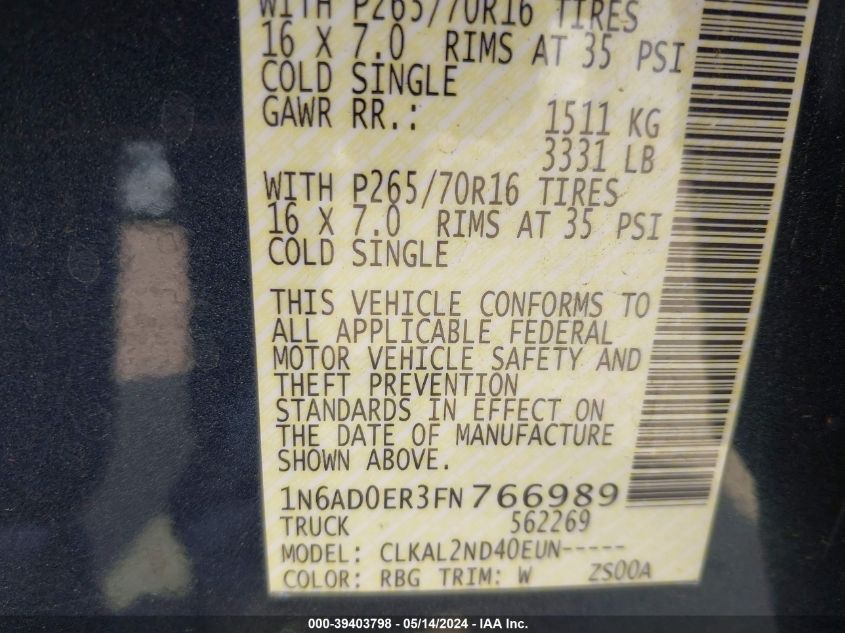 WITH P265/70R16 TIRES
16 X 7.0 RIMS AT 35 PSI
COLD SINGLE
GAWR RR.: 1511 KG
3331 LB
WITH P265/70R16 TIRES
16 X 7.0 RIMS AT 35 PSI
COLD SINGLE
THIS VEHICLE CONFORMS TO
ALL APPLICABLE FEDERAL
MOTOR VEHICLE SAFETY AND
THEFT PREVENTION
STANDARDS IN EFFECT ON
THE DATE OF MANUFACTURE
SHOWN ABOVE.
1N6AD0ER3FN766989
TRUCK 562269
MODEL: CLKAL2ND40EUN-----
COLOR: RBG TRIM: W ZS00A
000-39403798 - 05/14/2024 - IAA Inc.